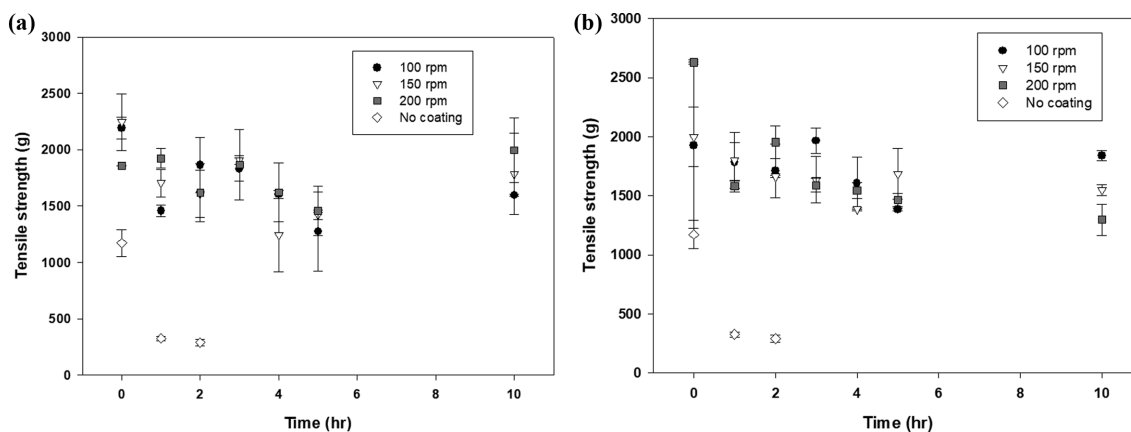 (a)
3000
2500
2000
1500
1000
500
0
Tensile strength (g)
100 rpm
150 rpm
200 rpm
No coating
0 2 4 6 8 10
Time (hr)
(b)
3000
2500
2000
1500
1000
500
0
Tensile strength (g)
100 rpm
150 rpm
200 rpm
No coating
0 2 4 6 8 10
Time (hr)